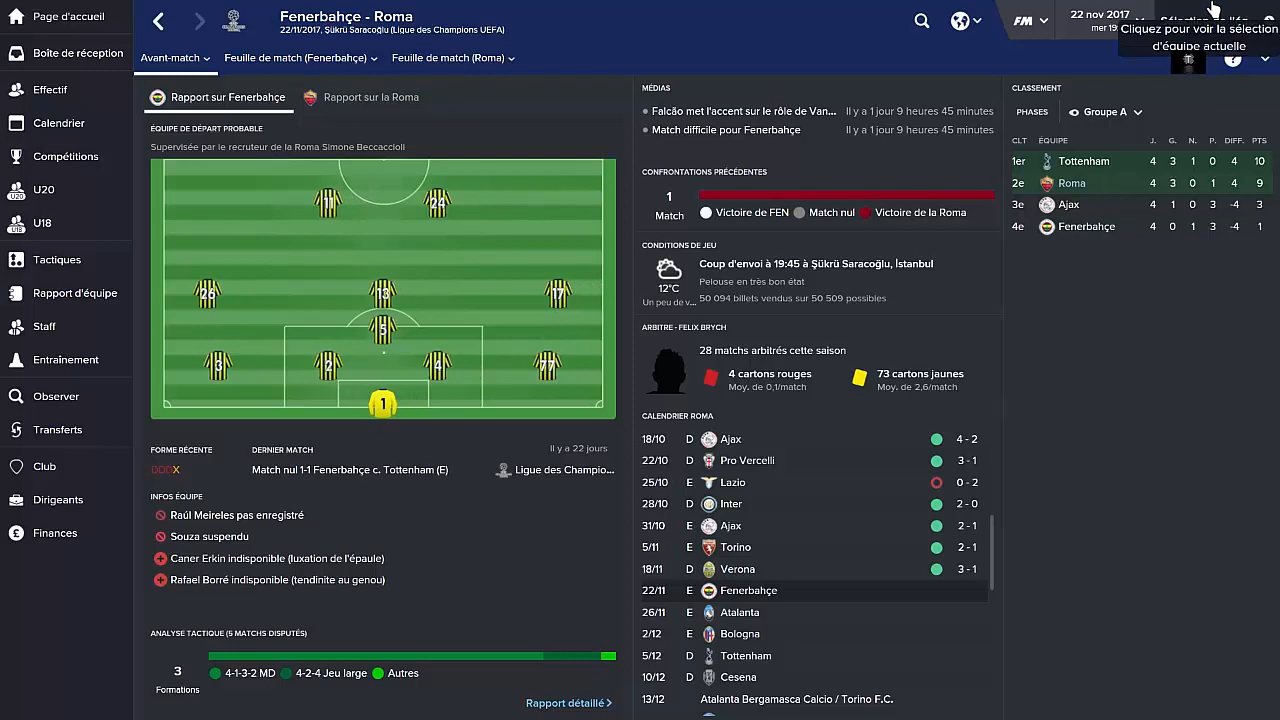 Page d'accueil
Boîte de réception
Effectif
Calendrier
Compétitions
U20
U18
Tactiques
Rapport d'équipe
Staff
Entraînement
Observer
Transferts
Club
Dirigeants
Finances
Fenerbahçe - Roma
22/11/2017, Şükrü Saracoğlu (Ligue des Champions UEFA)
FM
22 nov 2017
Cliquez pour voir la sélection
d'équipe actuelle
Avant-match
Feuille de match (Fenerbahçe)
Feuille de match (Roma)
Rapport sur Fenerbahçe
Rapport sur la Roma
ÉQUIPE DE DÉPART PROBABLE
Supervisée par le recruteur de la Roma Simone Beccaccioli
11 24
26 13 17
5
3 2 4 77
1
FORME RÉCENTE
DDDX
DERNIER MATCH
Il y a 22 jours
Match nul 1-1 Fenerbahçe c. Tottenham (E)
Ligue des Champio...
INFOS ÉQUIPE
Raúl Meireles pas enregistré
Souza suspendu
Caner Erkin indisponible (luxation de l'épaule)
Rafael Borré indisponible (tendinite au genou)
ANALYSE TACTIQUE (5 MATCHS DISPUTÉS)
3
Formations
4-1-3-2 MD
4-2-4 Jeu large
Autres
Rapport détaillé
MÉDIAS
Falcão met l'accent sur le rôle de Van... Il y a 1 jour 9 heures 45 minutes
Match difficile pour Fenerbahçe Il y a 1 jour 9 heures 45 minutes
CONFRONTATIONS PRÉCÉDENTES
1
Match
Victoire de FEN
Match nul
Victoire de la Roma
CONDITIONS DE JEU
12°C
Un peu de v...
Coup d'envoi à 19:45 à Şükrü Saracoğlu, İstanbul
Pelouse en très bon état
50 094 billets vendus sur 50 509 possibles
ARBITRE - FELIX BRYCH
28 matchs arbitrés cette saison
4 cartons rouges
Moy. de 0,1/match
73 cartons jaunes
Moy. de 2,6/match
CALENDRIER ROMA
18/10 D Ajax 4 - 2
22/10 D Pro Vercelli 3 - 1
25/10 E Lazio 0 - 2
28/10 D Inter 2 - 0
31/10 E Ajax 2 - 1
5/11 E Torino 2 - 1
18/11 D Verona 3 - 1
22/11 E Fenerbahçe
26/11 E Atalanta
2/12 E Bologna
5/12 D Tottenham
10/12 D Cesena
13/12 Atalanta Bergamasca Calcio / Torino F.C.
CLASSEMENT
PHASES
Groupe A
CLT ÉQUIPE J. G. N. P. DIFF. PTS
1er Tottenham 4 3 1 0 4 10
2e Roma 4 3 0 1 4 9
3e Ajax 4 1 0 3 -4 3
4e Fenerbahçe 4 0 1 3 -4 1